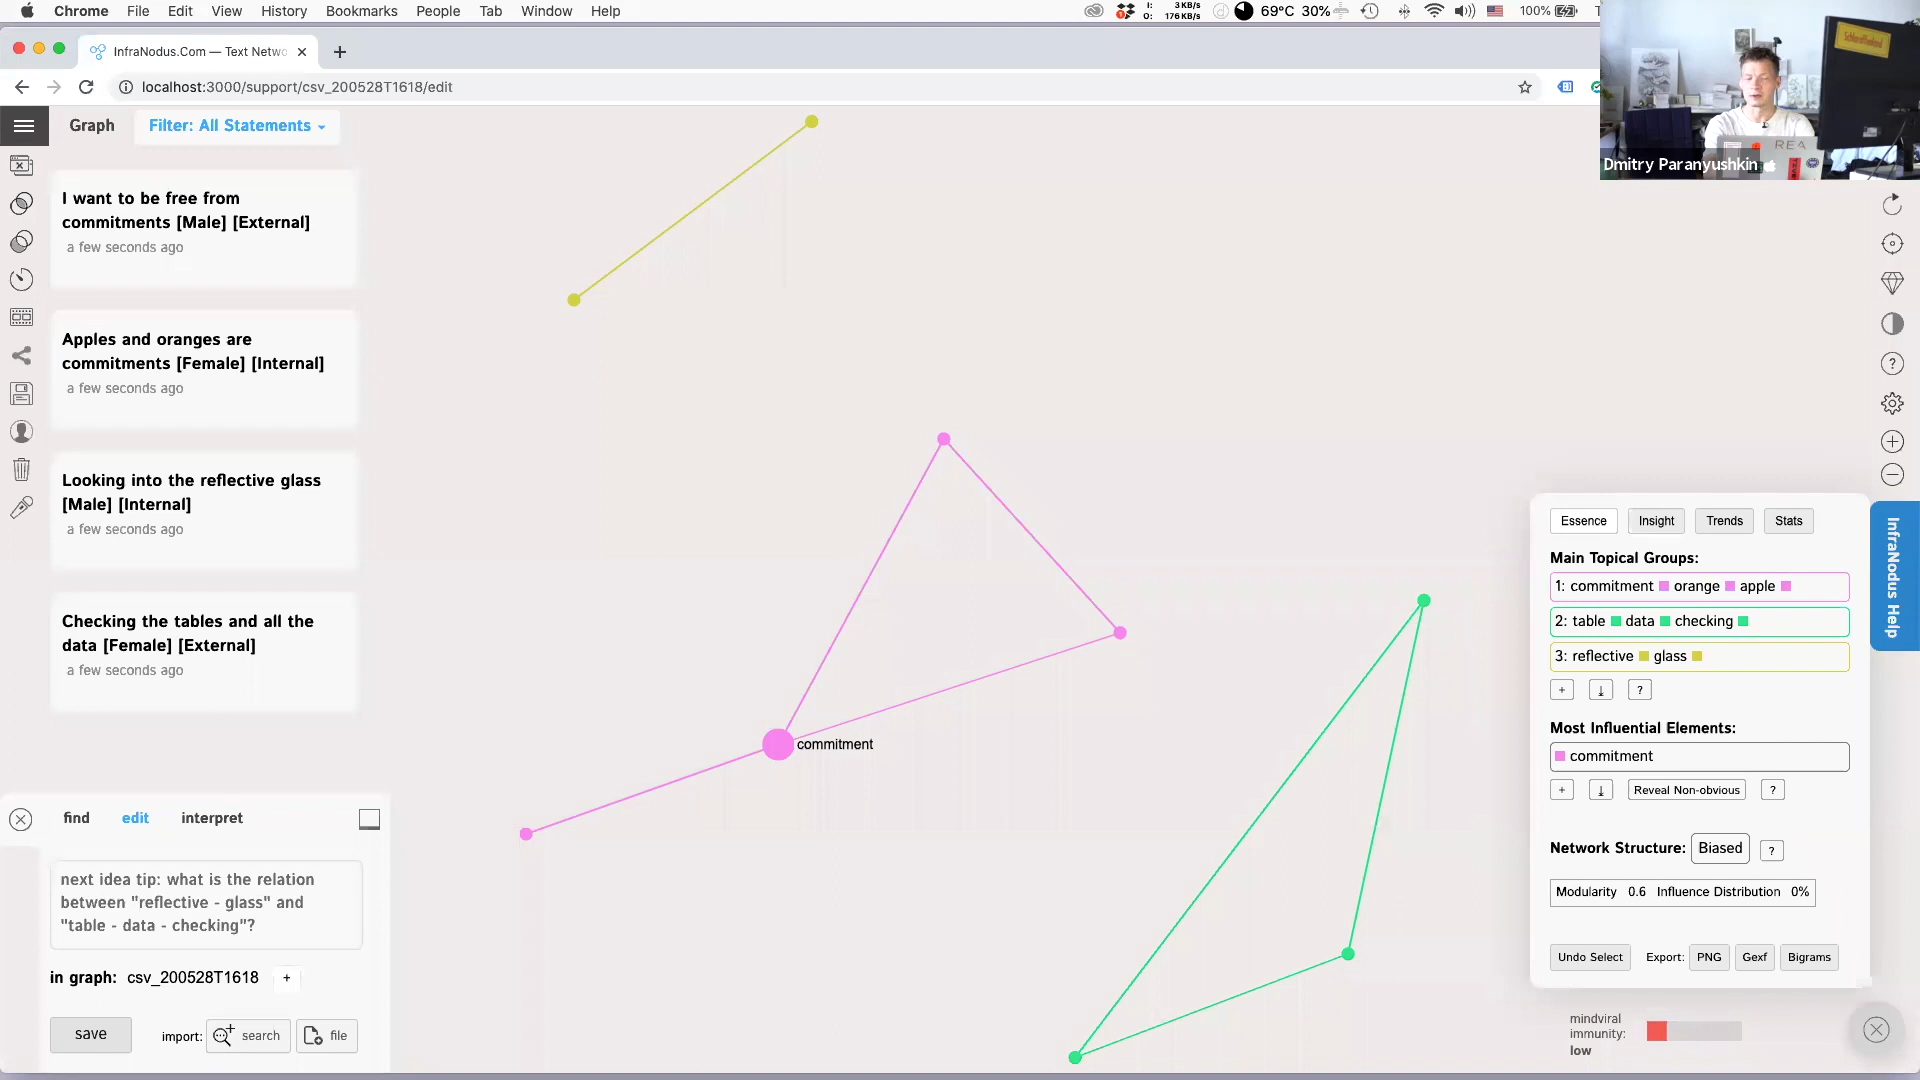 Chrome File Edit View History Bookmarks People Tab Window Help
I: 3 KB/s
O: 176 KB/s
69°C 30% 100%
InfraNodus.Com — Text Netwo
localhost:3000/support/csv_200528T1618/edit
Dmitry Paranyushkin
REA
Graph Filter: All Statements
I want to be free from
commitments [Male] [External]
a few seconds ago
Apples and oranges are
commitments [Female] [Internal]
a few seconds ago
Looking into the reflective glass
[Male] [Internal]
a few seconds ago
Checking the tables and all the
data [Female] [External]
a few seconds ago
commitment
find edit interpret
next idea tip: what is the relation
between "reflective - glass" and
"table - data - checking"?
in graph: csv_200528T1618 +
save import: search file
Essence Insight Trends Stats
Main Topical Groups:
1: commitment orange apple
2: table data checking
3: reflective glass
+ ↓ ?
Most Influential Elements:
commitment
+ ↓ Reveal Non-obvious ?
Network Structure: Biased ?
Modularity 0.6 Influence Distribution 0%
Undo Select Export: PNG Gexf Bigrams
InfraNodus Help
mindviral
immunity:
low